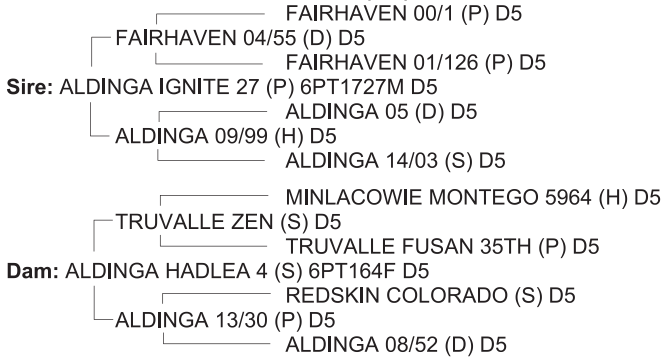 FAIRHAVEN 00/1 (P) D5
FAIRHAVEN 04/55 (D) D5
FAIRHAVEN 01/126 (P) D5
Sire: ALDINGA IGNITE 27 (P) 6PT1727M D5
ALDINGA 05 (D) D5
ALDINGA 09/99 (H) D5
ALDINGA 14/03 (S) D5
MINLACOWIE MONTEGO 5964 (H) D5
TRUVALLE ZEN (S) D5
TRUVALLE FUSAN 35TH (P) D5
Dam: ALDINGA HADLEA 4 (S) 6PT164F D5
REDSKIN COLORADO (S) D5
ALDINGA 13/30 (P) D5
ALDINGA 08/52 (D) D5